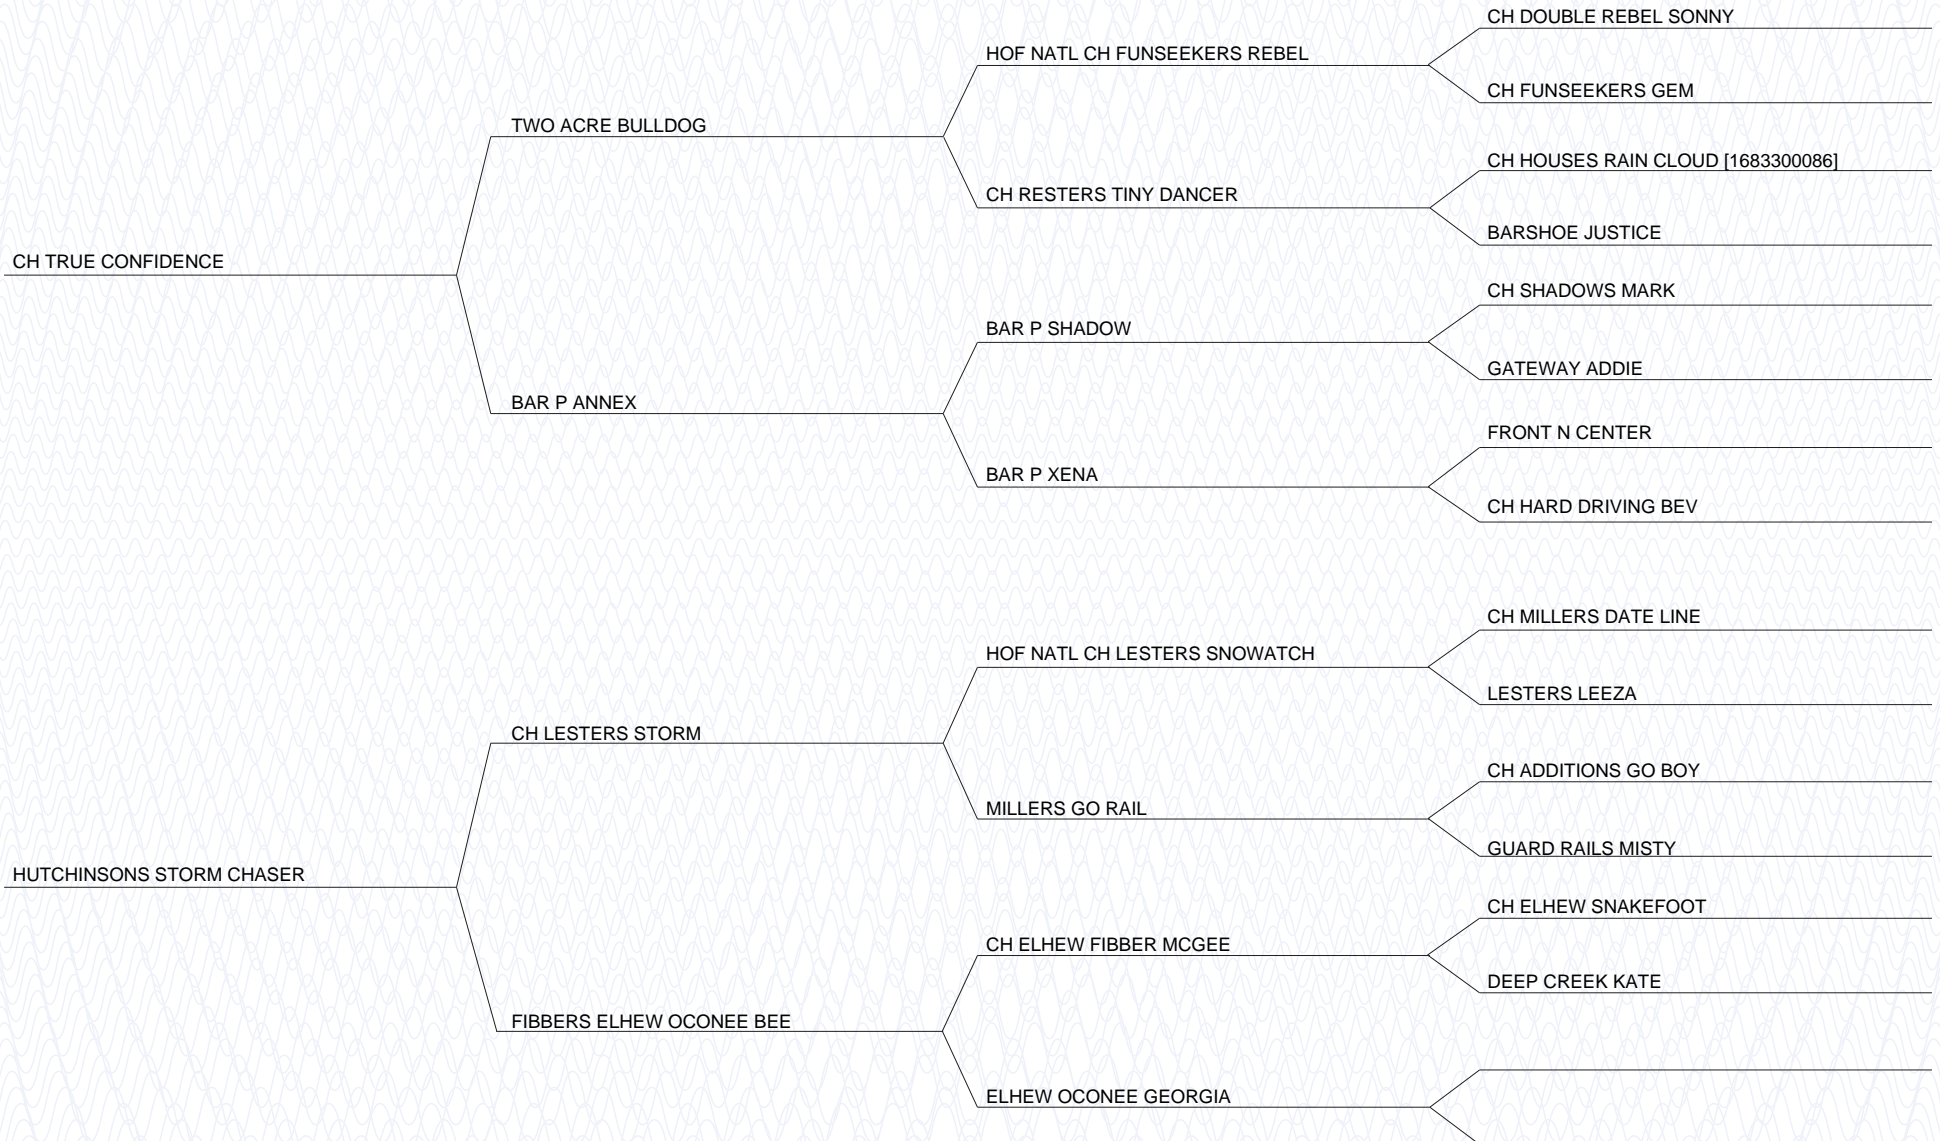 CH DOUBLE REBEL SONNY
HOF NATL CH FUNSEEKERS REBEL
CH FUNSEEKERS GEM
TWO ACRE BULLDOG
CH HOUSES RAIN CLOUD [1683300086]
CH RESTERS TINY DANCER
BARSHOE JUSTICE
CH TRUE CONFIDENCE
CH SHADOWS MARK
BAR P SHADOW
GATEWAY ADDIE
BAR P ANNEX
FRONT N CENTER
BAR P XENA
CH HARD DRIVING BEV
CH MILLERS DATE LINE
HOF NATL CH LESTERS SNOWATCH
LESTERS LEEZA
CH LESTERS STORM
CH ADDITIONS GO BOY
MILLERS GO RAIL
GUARD RAILS MISTY
HUTCHINSONS STORM CHASER
CH ELHEW SNAKEFOOT
CH ELHEW FIBBER MCGEE
DEEP CREEK KATE
FIBBERS ELHEW OCONEE BEE
ELHEW OCONEE GEORGIA